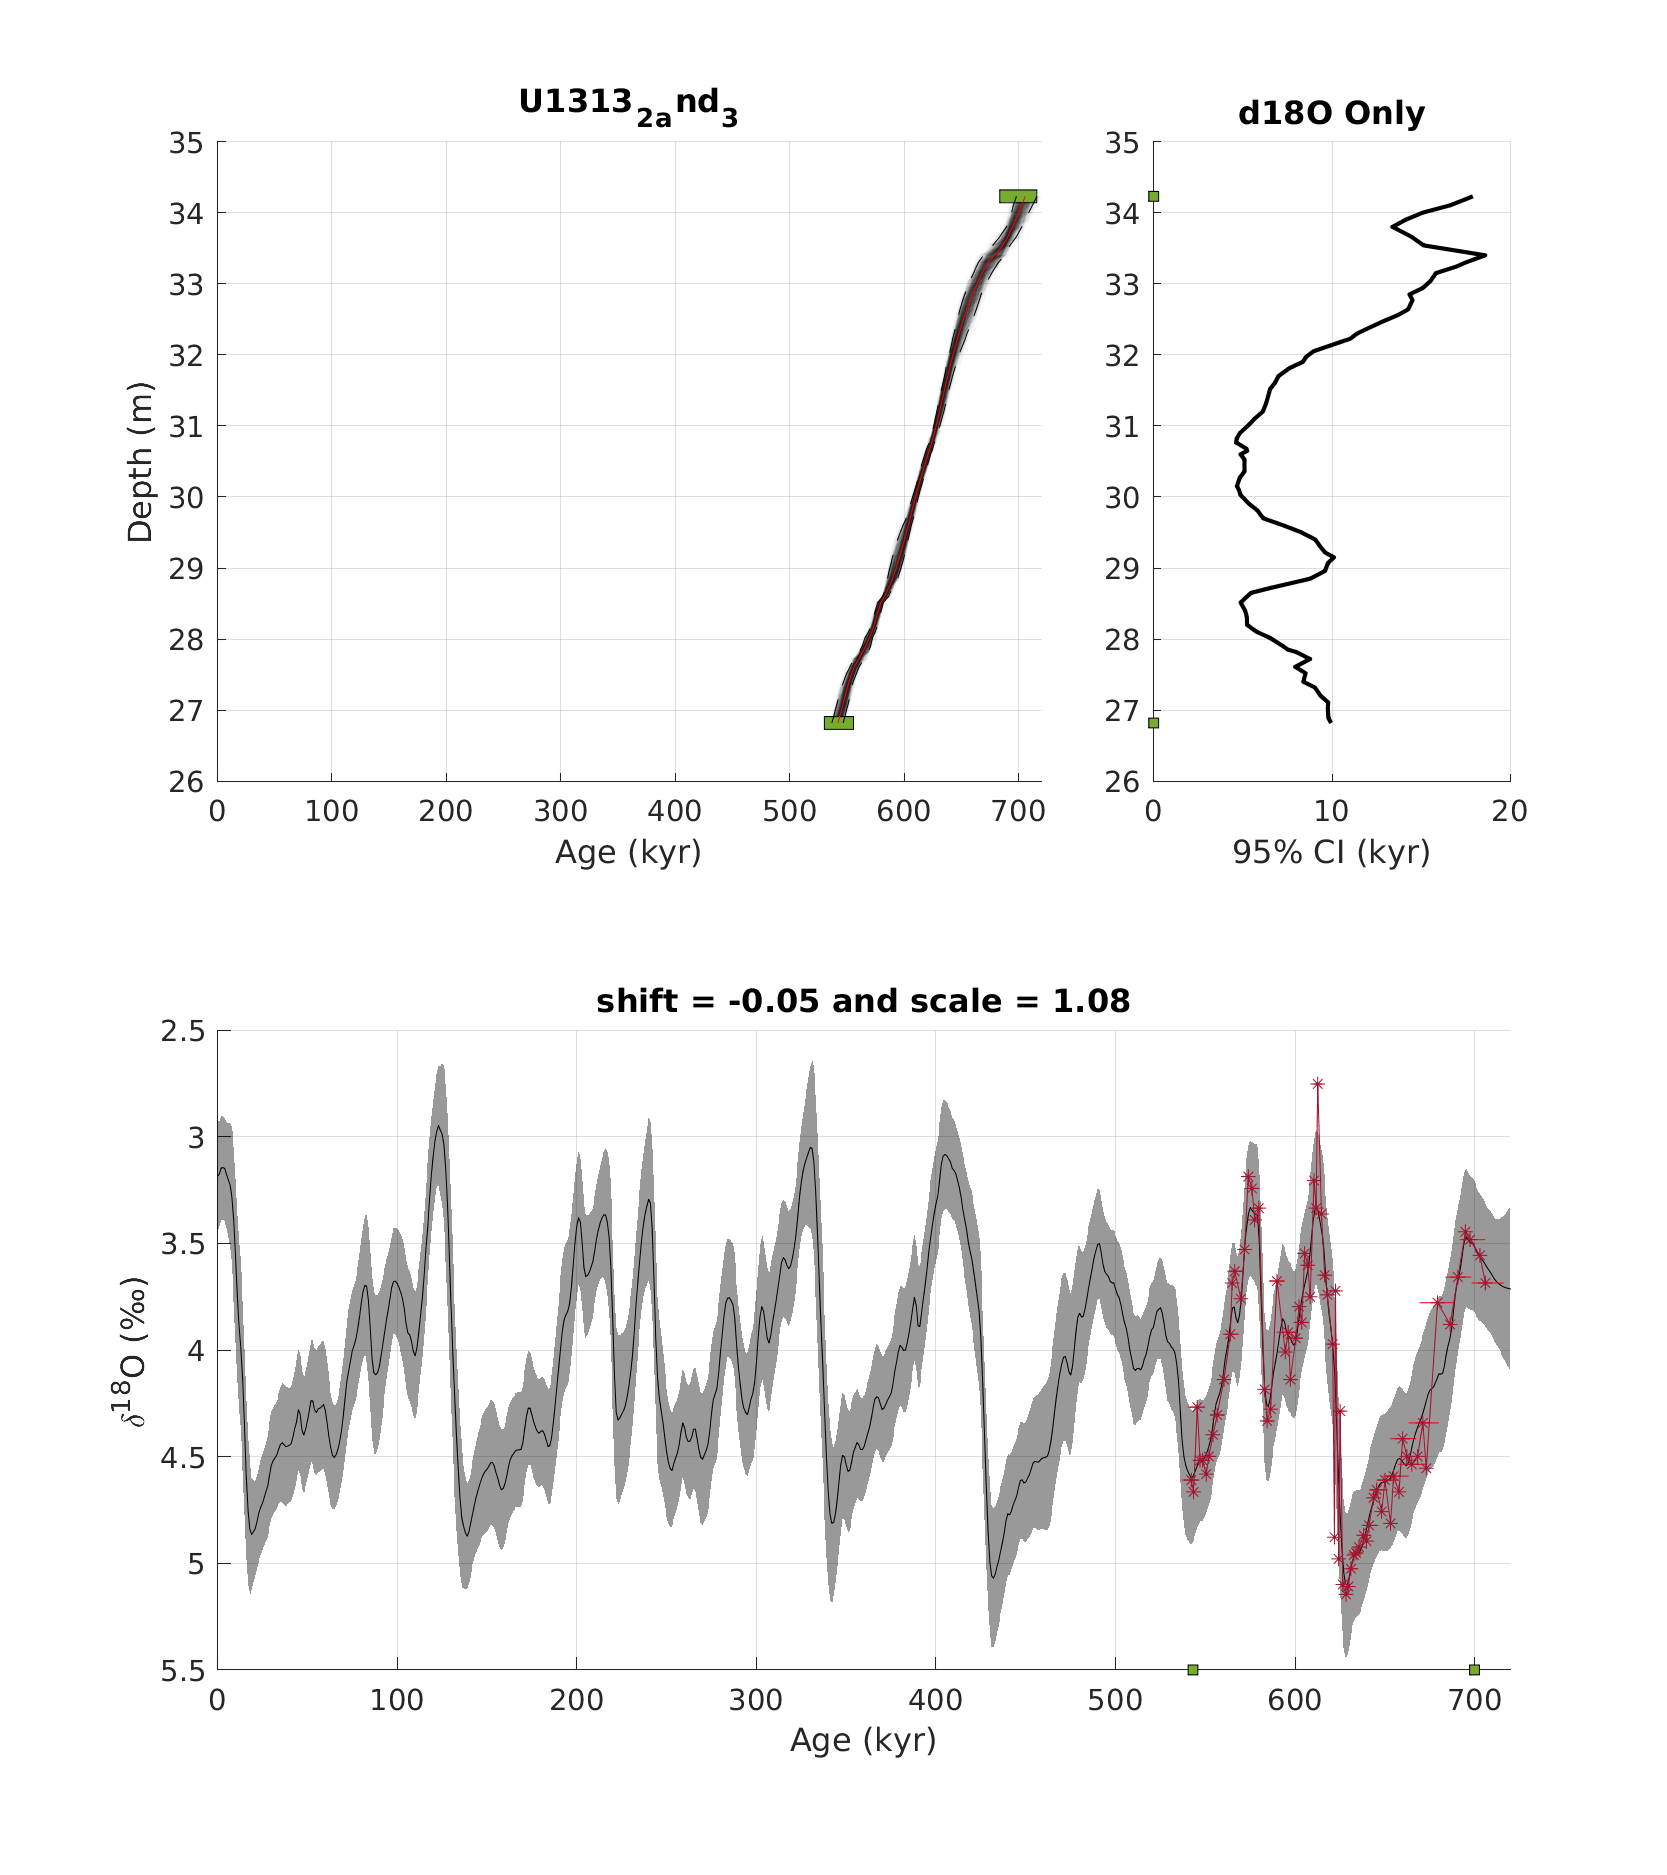 U1313₂ₐnd₃
d18O Only
35
34
33
32
31
30
29
28
27
26
Depth (m)
0 100 200 300 400 500 600 700
Age (kyr)
35
34
33
32
31
30
29
28
27
26
0 10 20
95% CI (kyr)
shift = -0.05 and scale = 1.08
2.5
3
3.5
4
4.5
5
5.5
δ¹⁸O (‰)
0 100 200 300 400 500 600 700
Age (kyr)